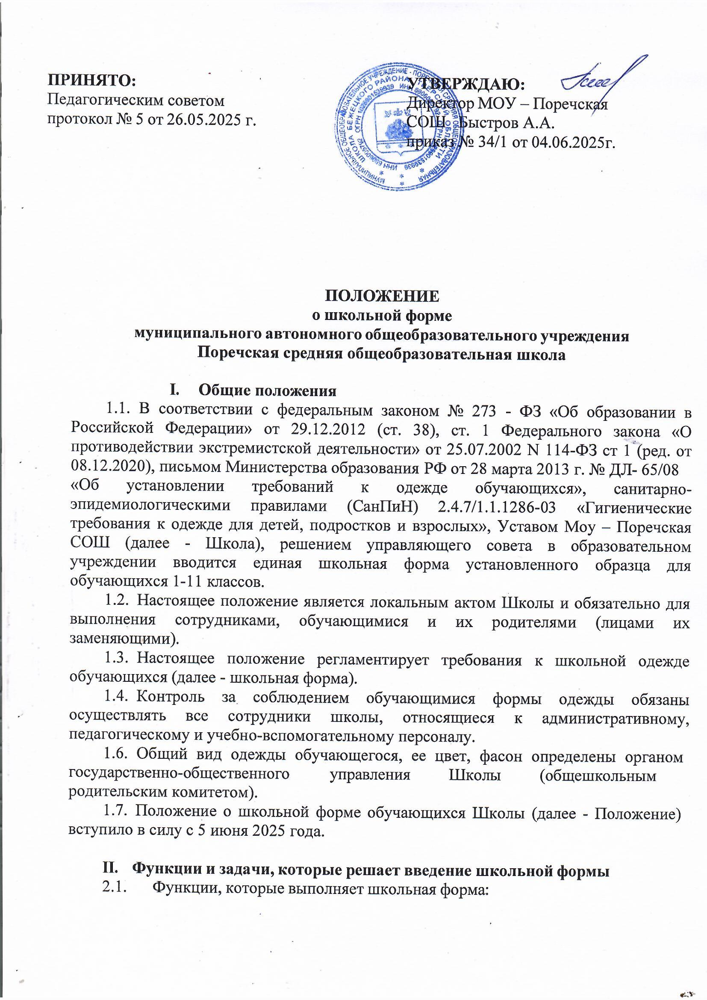 ПРИНЯТО:
Педагогическим советом
протокол № 5 от 26.05.2025 г.
УТВЕРЖДАЮ:
Директор МОУ – Поречская
СОШ Быстров А.А.
приказ № 34/1 от 04.06.2025г.
ПОЛОЖЕНИЕ
о школьной форме
муниципального автономного общеобразовательного учреждения
Поречская средняя общеобразовательная школа
I. Общие положения
1.1. В соответствии с федеральным законом № 273 - ФЗ «Об образовании в
Российской Федерации» от 29.12.2012 (ст. 38), ст. 1 Федерального закона «О
противодействии экстремистской деятельности» от 25.07.2002 N 114-ФЗ ст 1 (ред. от
08.12.2020), письмом Министерства образования РФ от 28 марта 2013 г. № ДЛ- 65/08
«Об установлении требований к одежде обучающихся», санитарно-
эпидемиологическими правилами (СанПиН) 2.4.7/1.1.1286-03 «Гигиенические
требования к одежде для детей, подростков и взрослых», Уставом Моу – Поречская
СОШ (далее - Школа), решением управляющего совета в образовательном
учреждении вводится единая школьная форма установленного образца для
обучающихся 1-11 классов.
1.2. Настоящее положение является локальным актом Школы и обязательно для
выполнения сотрудниками, обучающимися и их родителями (лицами их
заменяющими).
1.3. Настоящее положение регламентирует требования к школьной одежде
обучающихся (далее - школьная форма).
1.4. Контроль за соблюдением обучающимися формы одежды обязаны
осуществлять все сотрудники школы, относящиеся к административному,
педагогическому и учебно-вспомогательному персоналу.
1.6. Общий вид одежды обучающегося, ее цвет, фасон определены органом
государственно-общественного управления Школы (общешкольным
родительским комитетом).
1.7. Положение о школьной форме обучающихся Школы (далее - Положение)
вступило в силу с 5 июня 2025 года.
II. Функции и задачи, которые решает введение школьной формы
2.1. Функции, которые выполняет школьная форма: